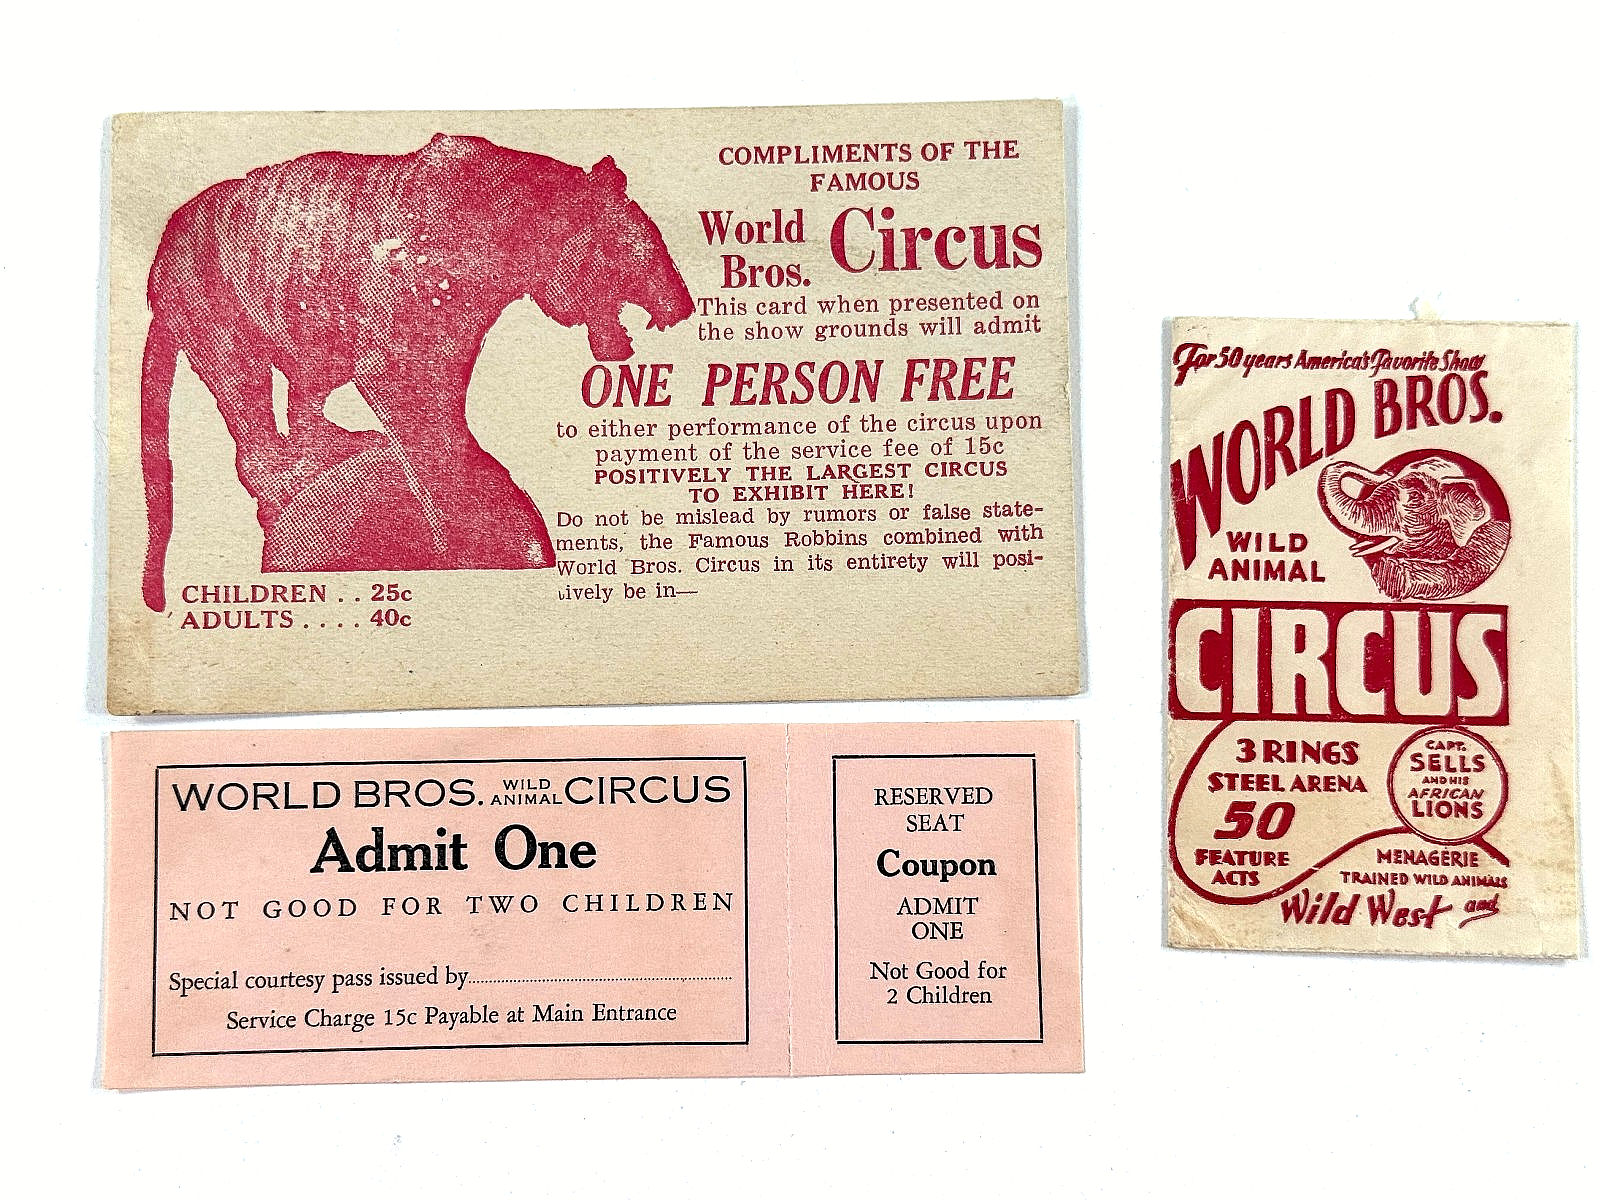 COMPLIMENTS OF THE
FAMOUS
World Bros. Circus
This card when presented on
the show grounds will admit
ONE PERSON FREE
to either performance of the circus upon
payment of the service fee of 15c
POSITIVELY THE LARGEST CIRCUS
TO EXHIBIT HERE!
Do not be mislead by rumors or false state-
ments, the Famous Robbins combined with
World Bros. Circus in its entirety will posi-
tively be in—
CHILDREN . . 25c
ADULTS . . . . 40c
WORLD BROS. WILD ANIMAL CIRCUS
Admit One
NOT GOOD FOR TWO CHILDREN
Special courtesy pass issued by
Service Charge 15c Payable at Main Entrance
RESERVED
SEAT
Coupon
ADMIT
ONE
Not Good for
2 Children
For 50 years America's Favorite Show
WORLD BROS.
WILD
ANIMAL
CIRCUS
3 RINGS
STEEL ARENA
50
FEATURE
ACTS
CAPT.
SELLS
AND HIS
AFRICAN
LIONS
MENAGERIE
TRAINED WILD ANIMALS
and
Wild West